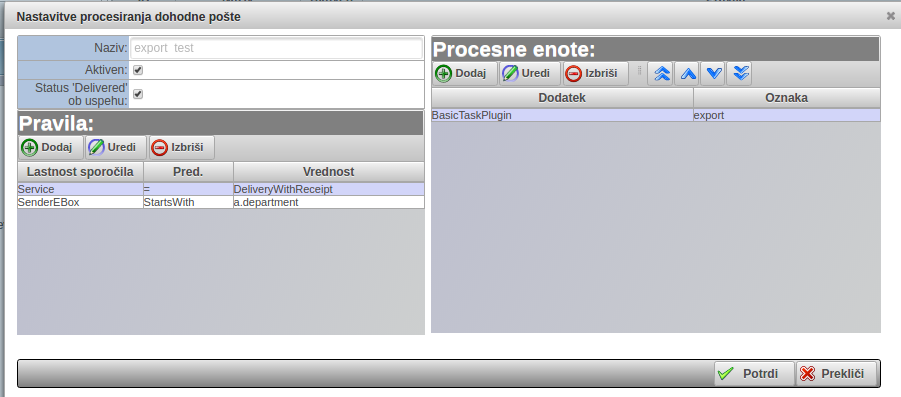 Nastavitve procesiranja dohodne pošte
Naziv: export test
Aktiven:
Status 'Delivered'
ob uspehu:
Pravila:
Dodaj Uredi Izbriši
Lastnost sporočila Pred. Vrednost
Service = DeliveryWithReceipt
SenderEBox StartsWith a.department
Procesne enote:
Dodaj Uredi Izbriši
Dodatek Oznaka
BasicTaskPlugin export
Potrdi Prekliči